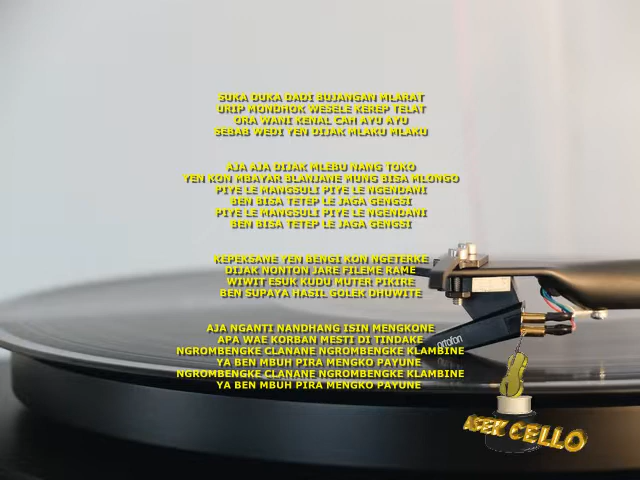 SUKA DUKA DADI BUJANGAN MLARAT
URIP MONDHOK WESELE KEREP TELAT
ORA WANI KENAL CAH AYU AYU
SEBAB WEDI YEN DIJAK MLAKU MLAKU
AJA AJA DIJAK MLEBU NANG TOKO
YEN KON MBAYAR BLANJANE MUNG BISA MLONGO
PIYE LE MANGSULI PIYE LE NGENDANI
BEN BISA TETEP LE JAGA GENGSI
PIYE LE MANGSULI PIYE LE NGENDANI
BEN BISA TETEP LE JAGA GENGSI
KEPEKSANE YEN BENGI KON NGETERKE
DIJAK NONTON JARE FILEME RAME
WIWIT ESUK KUDU MUTER PIKIRE
BEN SUPAYA HASIL GOLEK DHUWITE
AJA NGANTI NANDHANG ISIN MENGKONE
APA WAE KORBAN MESTI DI TINDAKE
NGROMBENGKE CLANANE NGROMBENGKE KLAMBINE
YA BEN MBUH PIRA MENGKO PAYUNE
NGROMBENGKE CLANANE NGROMBENGKE KLAMBINE
YA BEN MBUH PIRA MENGKO PAYUNE
ortofon
CELLO